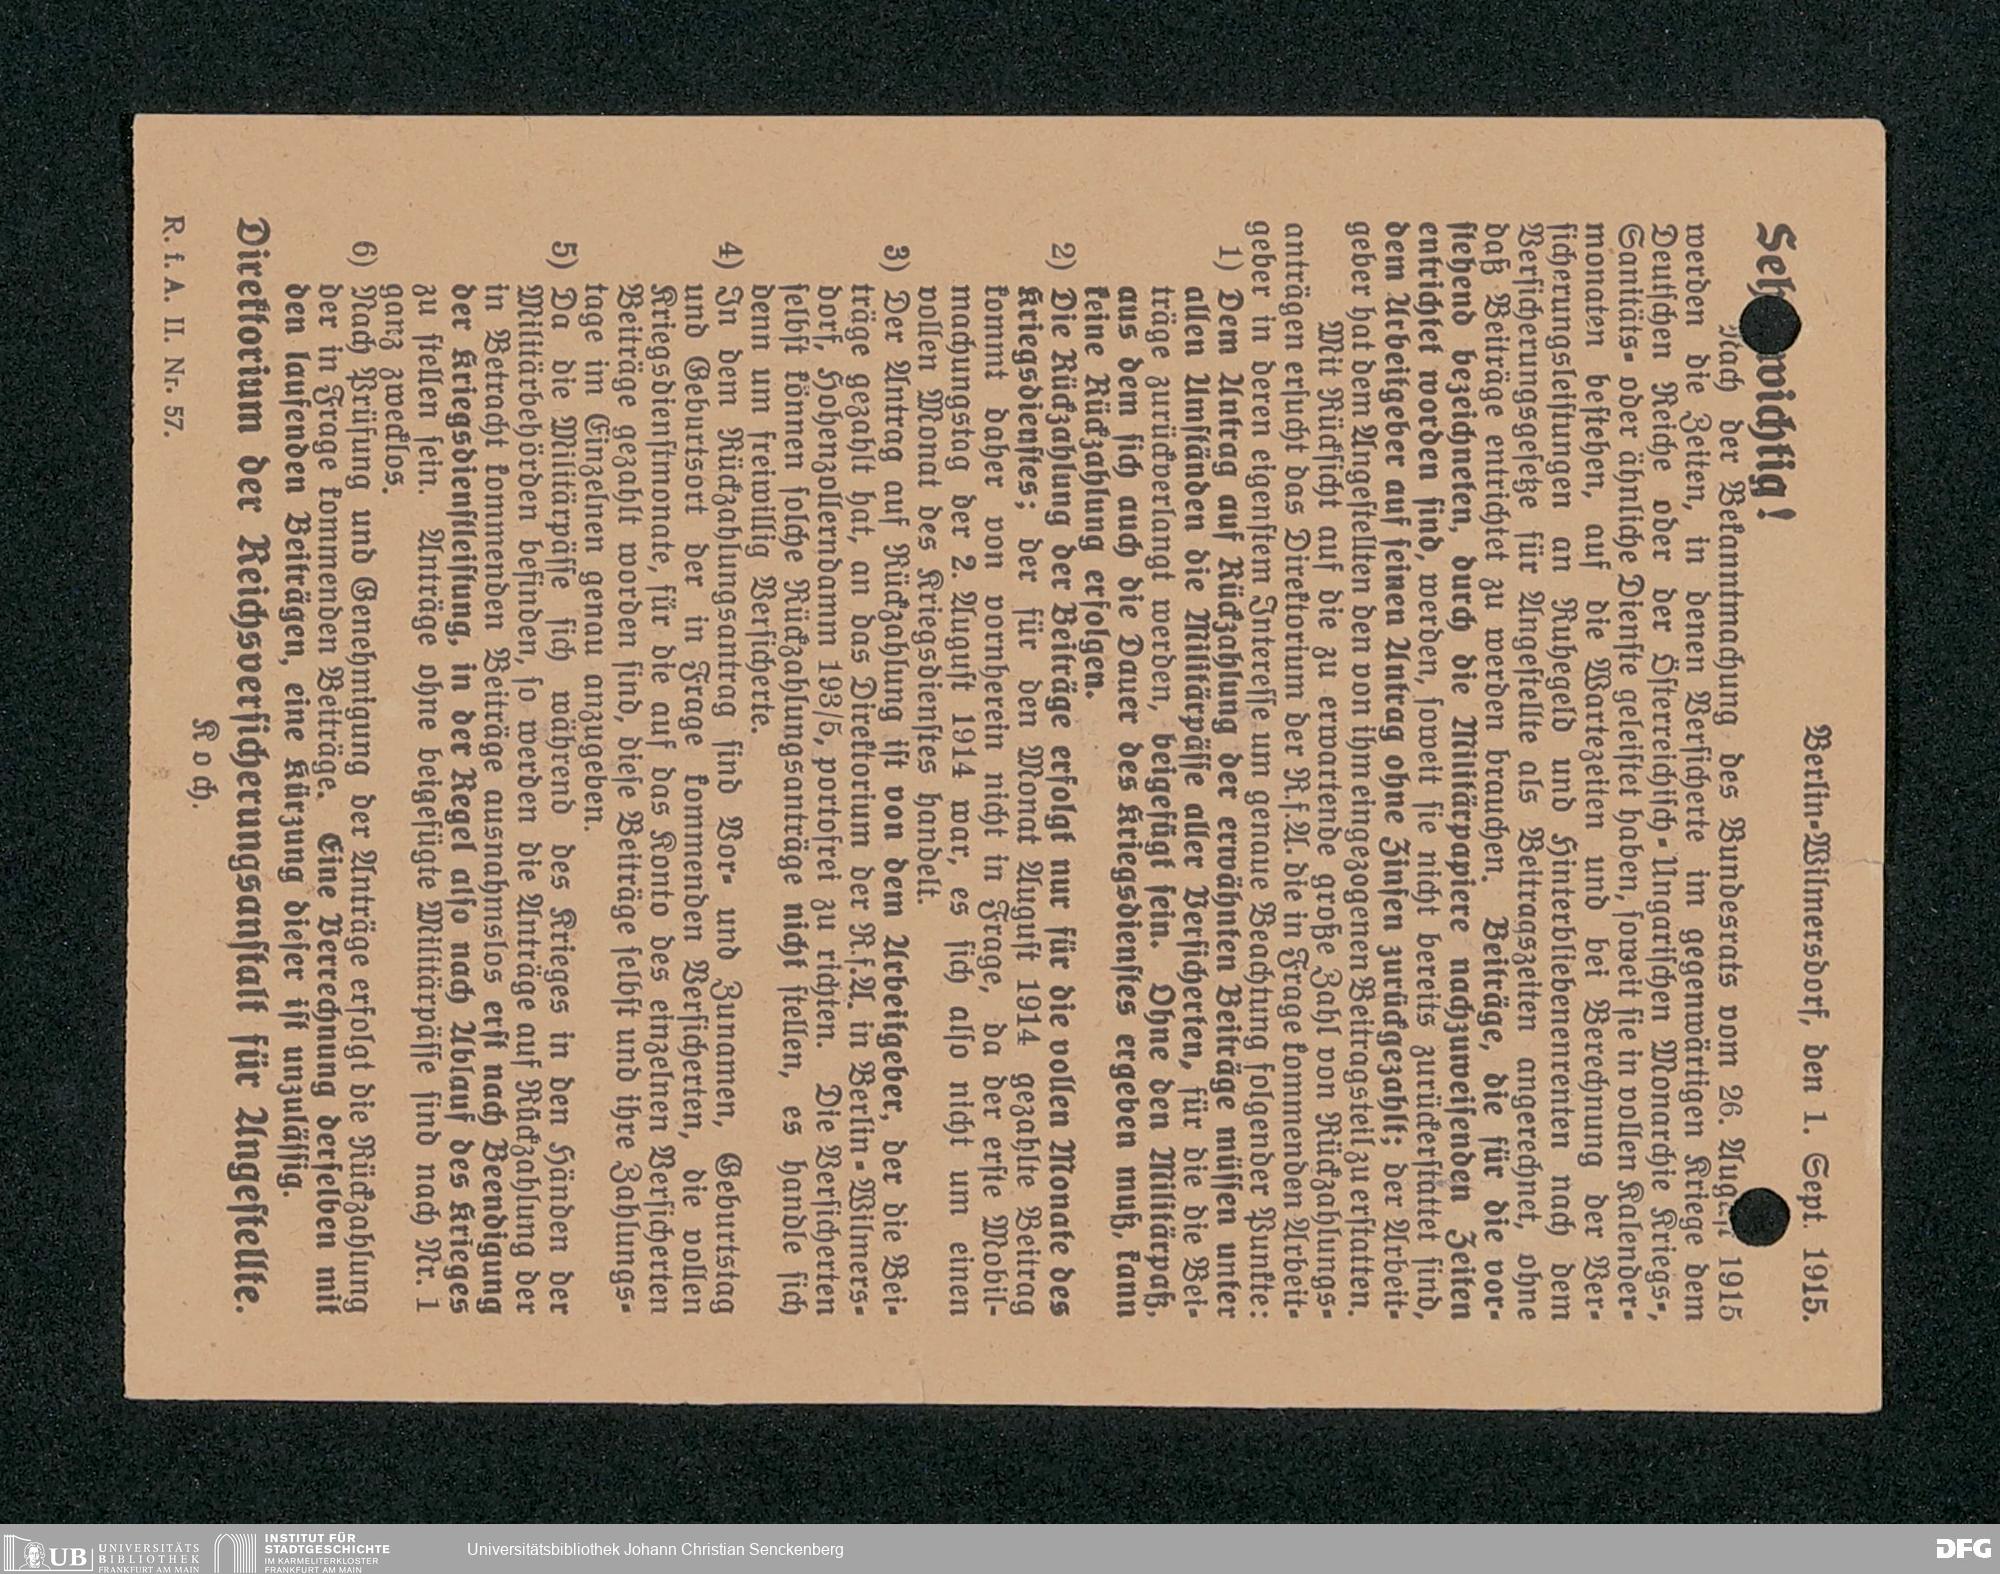 Berlin-Wilmersdorf, den 1. Sept. 1915.
Seh wichtig!
Nach der Bekanntmachung des Bundesrats vom 26. August 1915
werden die Zeiten, in denen Versicherte im gegenwärtigen Kriege dem
Deutschen Reiche oder der Österreichisch-Ungarischen Monarchie Kriegs-,
Sanitäts- oder ähnliche Dienste geleistet haben, soweit sie in vollen Kalender-
monaten bestehen, auf die Wartezeiten und bei Berechnung der Ver-
sicherungsleistungen an Ruhegeld und Hinterbliebenenrenten nach dem
Versicherungsgesetze für Angestellte als Beitragszeiten angerechnet, ohne
daß Beiträge entrichtet zu werden brauchen. Beiträge, die für die vor-
stehend bezeichneten, durch die Militärpapiere nachzuweisenden Zeiten
entrichtet worden sind, werden, soweit sie nicht bereits zurückerstattet sind,
dem Arbeitgeber auf seinen Antrag ohne Zinsen zurückgezahlt; der Arbeit-
geber hat dem Angestellten den von ihm eingezogenen Beitragsteil zu erstatten.
Mit Rücksicht auf die zu erwartende große Zahl von Rückzahlungs-
anträgen ersucht das Direktorium der R.f.A. die in Frage kommenden Arbeit-
geber in deren eigenstem Interesse um genaue Beachtung folgender Punkte:
1) Dem Antrag auf Rückzahlung der erwähnten Beiträge müssen unter
allen Umständen die Militärpässe aller Versicherten, für die die Bei-
träge zurückverlangt werden, beigefügt sein. Ohne den Militärpaß,
aus dem sich auch die Dauer des Kriegsdienstes ergeben muß, kann
keine Rückzahlung erfolgen.
2) Die Rückzahlung der Beiträge erfolgt nur für die vollen Monate des
Kriegsdienstes; der für den Monat August 1914 gezahlte Beitrag
kommt daher von vornherein nicht in Frage, da der erste Mobil-
machungstag der 2. August 1914 war, es sich also nicht um einen
vollen Monat des Kriegsdienstes handelt.
3) Der Antrag auf Rückzahlung ist von dem Arbeitgeber, der die Bei-
träge gezahlt hat, an das Direktorium der R.f.A. in Berlin-Wilmers-
dorf, Hohenzollerndamm 193/5, portofrei zu richten. Die Versicherten
selbst können solche Rückzahlungsanträge nicht stellen, es handle sich
denn um freiwillig Versicherte.
4) In dem Rückzahlungsantrag sind Vor- und Zunamen, Geburtstag
und Geburtsort der in Frage kommenden Versicherten, die vollen
Kriegsdienstmonate, für die auf das Konto des einzelnen Versicherten
Beiträge gezahlt worden sind, diese Beiträge selbst und ihre Zahlungs-
tage im Einzelnen genau anzugeben.
5) Da die Militärpässe sich während des Krieges in den Händen der
Militärbehörden befinden, so werden die Anträge auf Rückzahlung der
in Betracht kommenden Beiträge ausnahmslos erst nach Beendigung
der Kriegsdienstleistung, in der Regel also nach Ablauf des Krieges
zu stellen sein. Anträge ohne beigefügte Militärpässe sind nach Nr. 1
ganz zwecklos.
6) Nach Prüfung und Genehmigung der Anträge erfolgt die Rückzahlung
der in Frage kommenden Beiträge. Eine Verrechnung derselben mit
den laufenden Beiträgen, eine Kürzung dieser ist unzulässig.
Direktorium der Reichsversicherungsanstalt für Angestellte.
Koch.
R. f. A. II. Nr. 57.
UB UNIVERSITÄTS
BIBLIOTHEK
FRANKFURT AM MAIN
INSTITUT FÜR
STADTGESCHICHTE
IM KARMELITERKLOSTER
FRANKFURT AM MAIN
Universitätsbibliothek Johann Christian Senckenberg
DFG